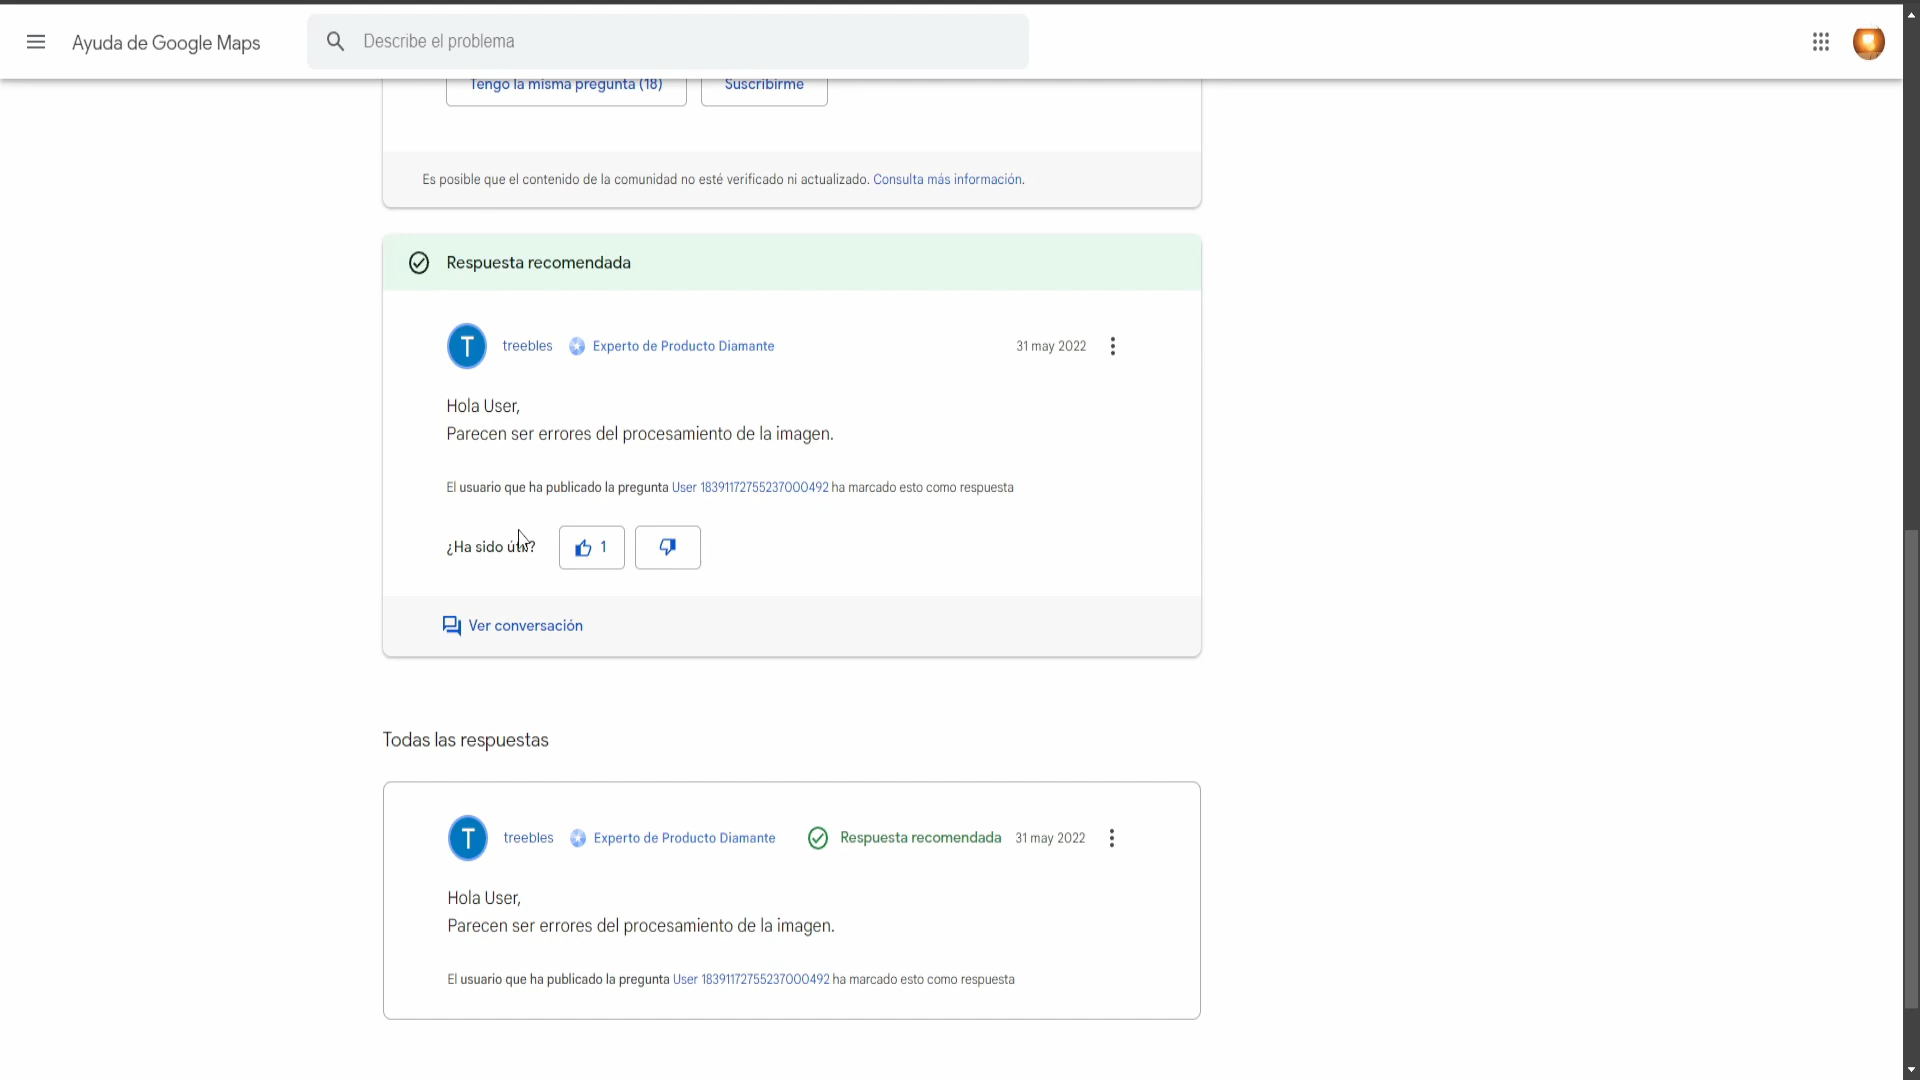 Ayuda de Google Maps
Describe el problema
Tengo la misma pregunta (18)
Suscribirme
Es posible que el contenido de la comunidad no esté verificado ni actualizado. Consulta más información.
Respuesta recomendada
T treebles Experto de Producto Diamante 31 may 2022
Hola User,
Parecen ser errores del procesamiento de la imagen.
El usuario que ha publicado la pregunta User 18391172755237000492 ha marcado esto como respuesta
¿Ha sido útil? 1
Ver conversación
Todas las respuestas
T treebles Experto de Producto Diamante Respuesta recomendada 31 may 2022
Hola User,
Parecen ser errores del procesamiento de la imagen.
El usuario que ha publicado la pregunta User 18391172755237000492 ha marcado esto como respuesta